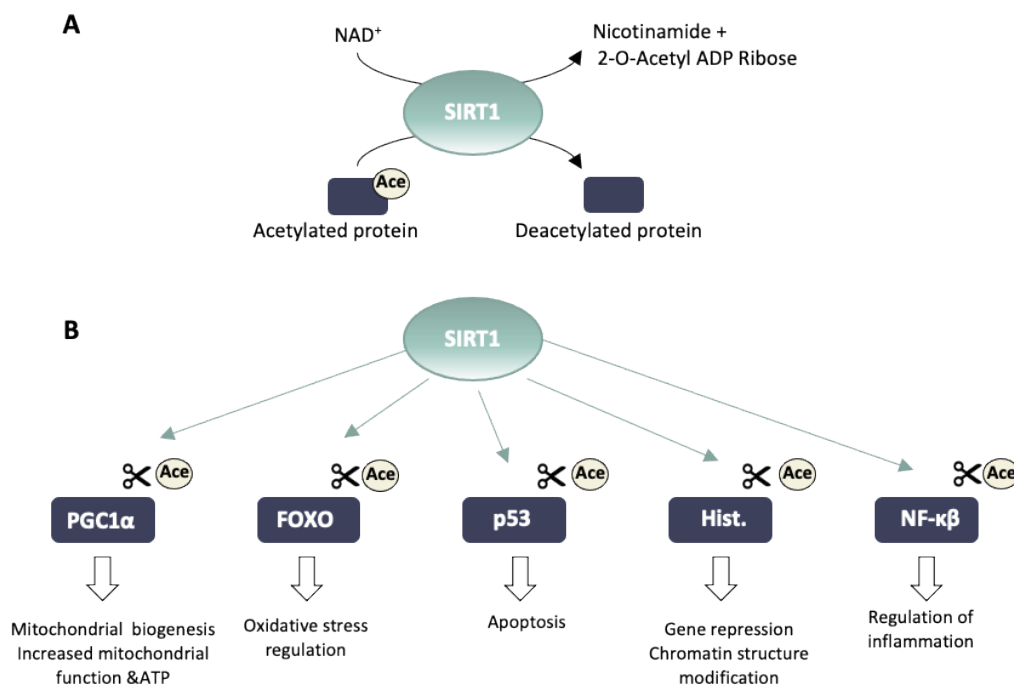 A
NAD⁺
Nicotinamide +
2-O-Acetyl ADP Ribose
SIRT1
Ace
Acetylated protein
Deacetylated protein
B
SIRT1
Ace
Ace
Ace
Ace
Ace
PGC1α
FOXO
p53
Hist.
NF-κβ
Mitochondrial biogenesis
Increased mitochondrial
function &ATP
Oxidative stress
regulation
Apoptosis
Gene repression
Chromatin structure
modification
Regulation of
inflammation